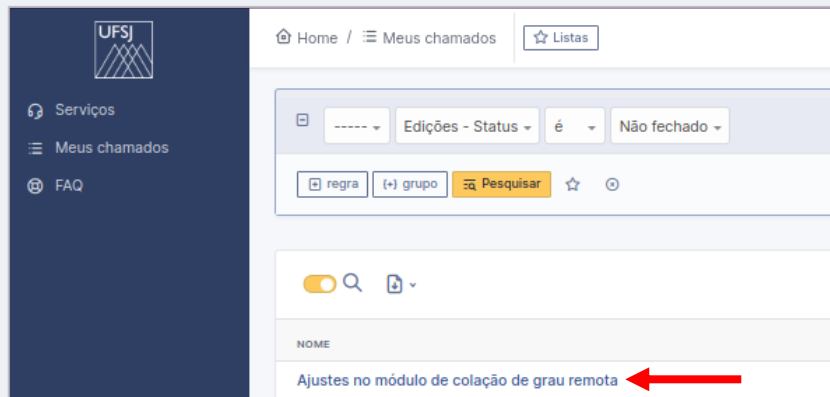 UFSJ
Home / Meus chamados Listas
Serviços
Meus chamados
FAQ
----- Edições - Status é Não fechado
regra (+) grupo Pesquisar
NOME
Ajustes no módulo de colação de grau remota